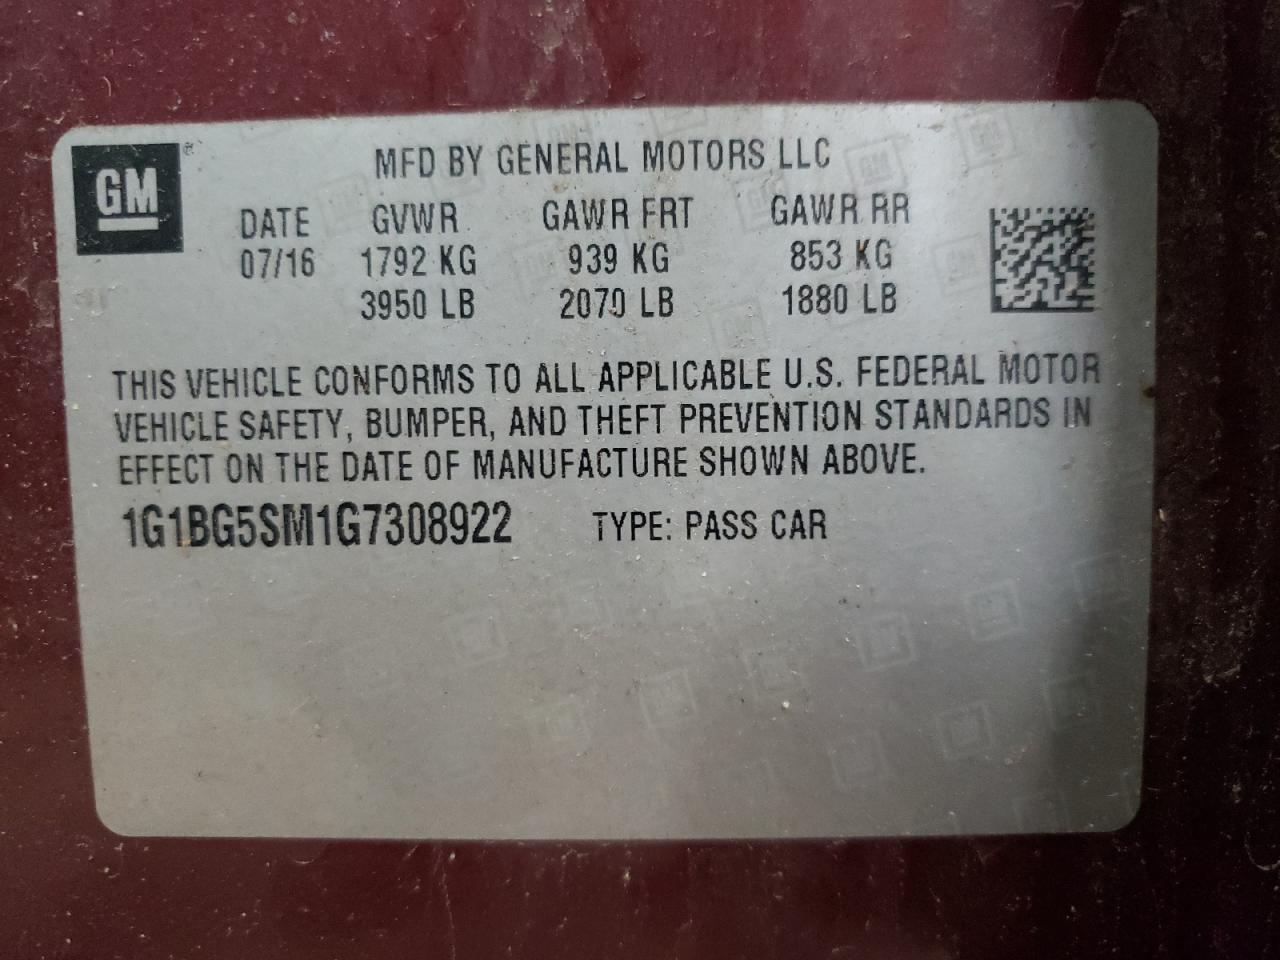 GM ®
MFD BY GENERAL MOTORS LLC
DATE GVWR GAWR FRT GAWR RR
07/16 1792 KG 939 KG 853 KG
3950 LB 2070 LB 1880 LB
THIS VEHICLE CONFORMS TO ALL APPLICABLE U.S. FEDERAL MOTOR
VEHICLE SAFETY, BUMPER, AND THEFT PREVENTION STANDARDS IN
EFFECT ON THE DATE OF MANUFACTURE SHOWN ABOVE.
1G1BG5SM1G7308922 TYPE: PASS CAR